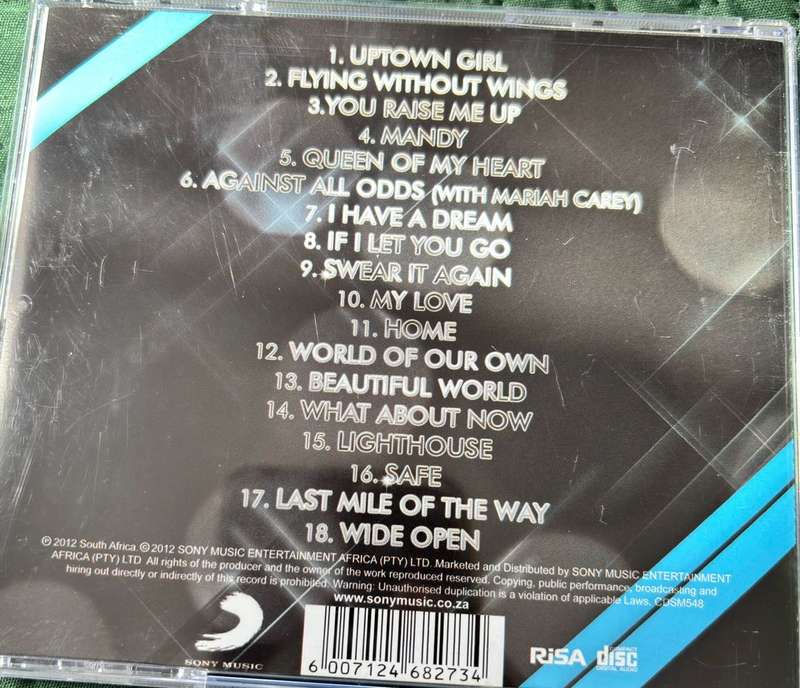 1. UPTOWN GIRL
2. FLYING WITHOUT WINGS
3.YOU RAISE ME UP
4. MANDY
5. QUEEN OF MY HEART
6. AGAINST ALL ODDS (WITH MARIAH CAREY)
7. I HAVE A DREAM
8. IF I LET YOU GO
9. SWEAR IT AGAIN
10. MY LOVE
11. HOME
12. WORLD OF OUR OWN
13. BEAUTIFUL WORLD
14. WHAT ABOUT NOW
15. LIGHTHOUSE
16. SAFE
17. LAST MILE OF THE WAY
18. WIDE OPEN
℗ 2012 South Africa. © 2012 SONY MUSIC ENTERTAINMENT AFRICA (PTY) LTD. Marketed and Distributed by SONY MUSIC ENTERTAINMENT
AFRICA (PTY) LTD All rights of the producer and the owner of the work reproduced reserved. Copying, public performance, broadcasting and
hiring out directly or indirectly of this record is prohibited. Warning: Unauthorised duplication is a violation of applicable Laws. CDSM548
www.sonymusic.co.za
SONY MUSIC
6 007124 682734
RiSA
COMPACT
disc
DIGITAL AUDIO